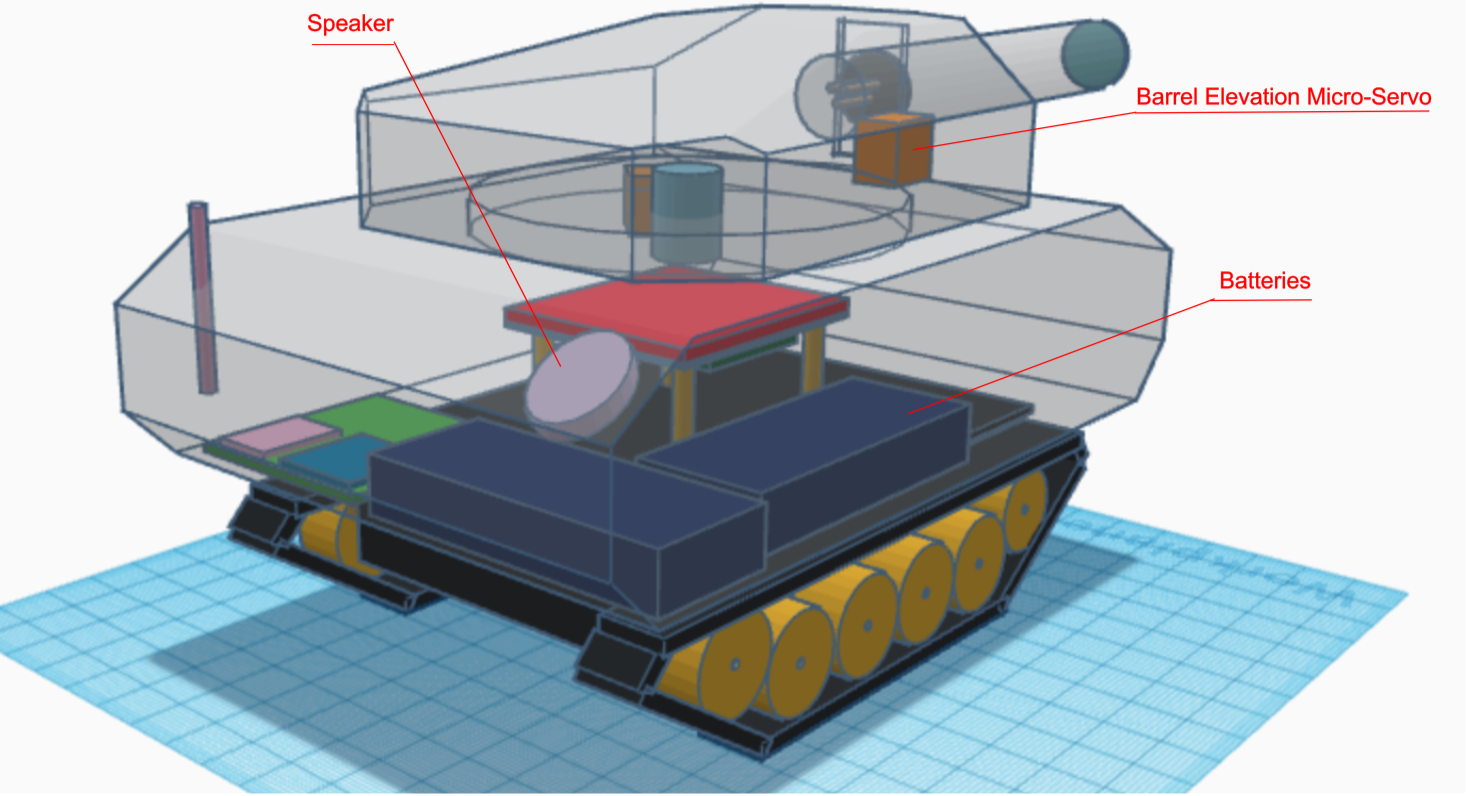 Speaker
Barrel Elevation Micro-Servo
Batteries